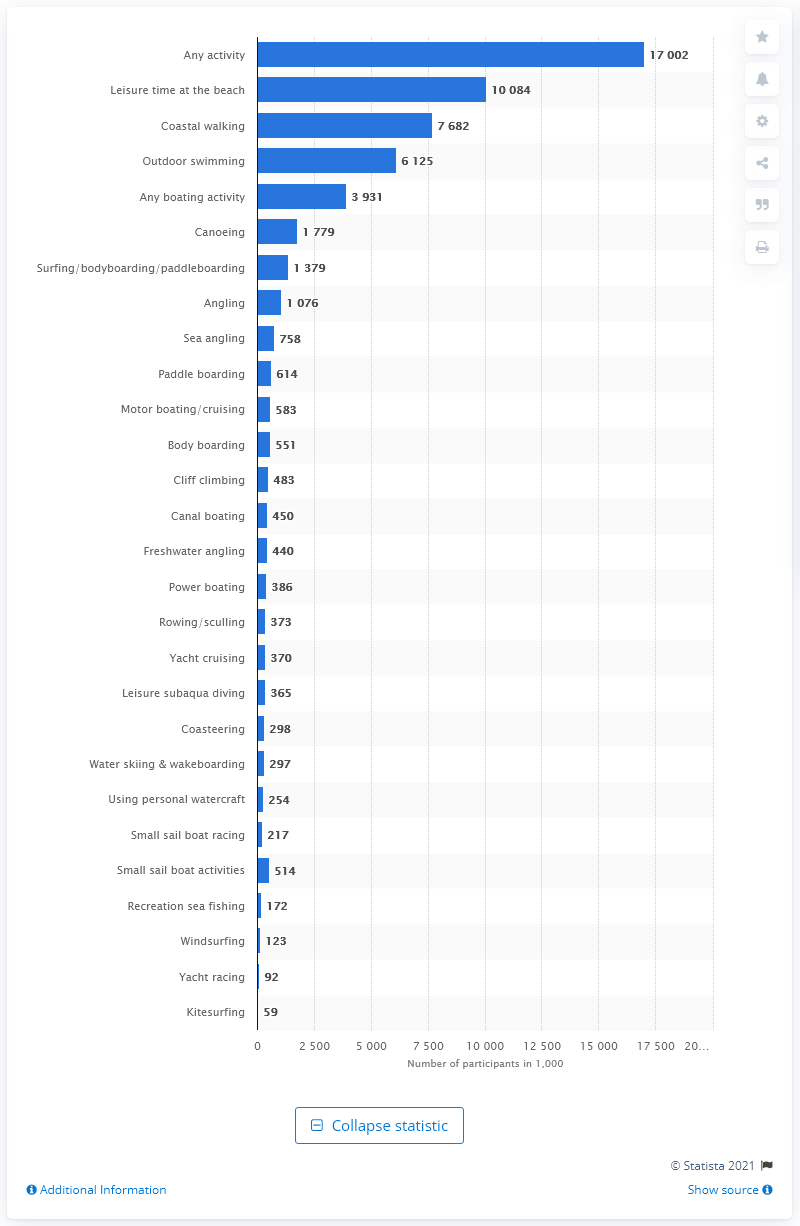 Any activity 17 002
Leisure time at the beach 10 084
Coastal walking 7 682
Outdoor swimming 6 125
Any boating activity 3 931
Canoeing 1 779
Surfing/bodyboarding/paddleboarding 1 379
Angling 1 076
Sea angling 758
Paddle boarding 614
Motor boating/cruising 583
Body boarding 551
Cliff climbing 483
Canal boating 450
Freshwater angling 440
Power boating 386
Rowing/sculling 373
Yacht cruising 370
Leisure subaqua diving 365
Coasteering 298
Water skiing & wakeboarding 297
Using personal watercraft 254
Small sail boat racing 217
Small sail boat activities 514
Recreation sea fishing 172
Windsurfing 123
Yacht racing 92
Kitesurfing 59
0 2 500 5 000 7 500 10 000 12 500 15 000 17 500 20...
Number of participants in 1,000
Collapse statistic
© Statista 2021
Additional Information Show source